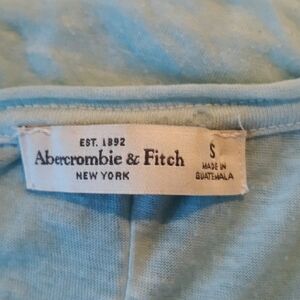 EST. 1892
Abercrombie & Fitch
NEW YORK
S
MADE IN
GUATEMALA